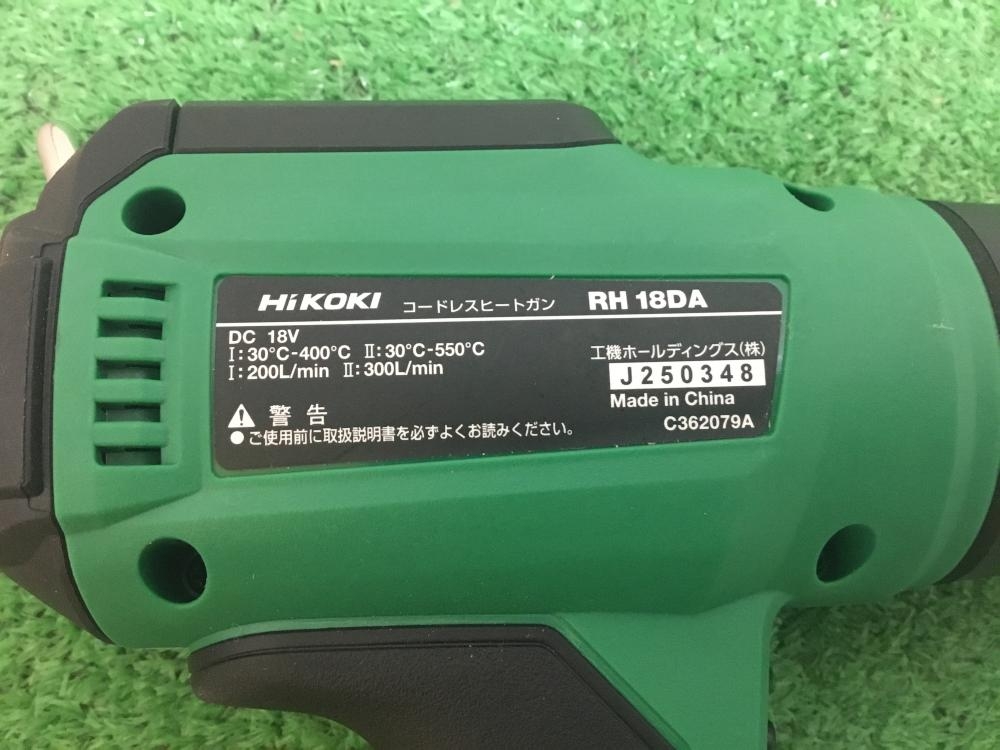 HiKOKI コードレスヒートガン RH 18DA
DC 18V
I:30°C-400°C II:30°C-550°C
I:200L/min II:300L/min
工機ホールディングス(株)
J250348
Made in China
C362079A
警告
●ご使用前に取扱説明書を必ずよくお読みください。